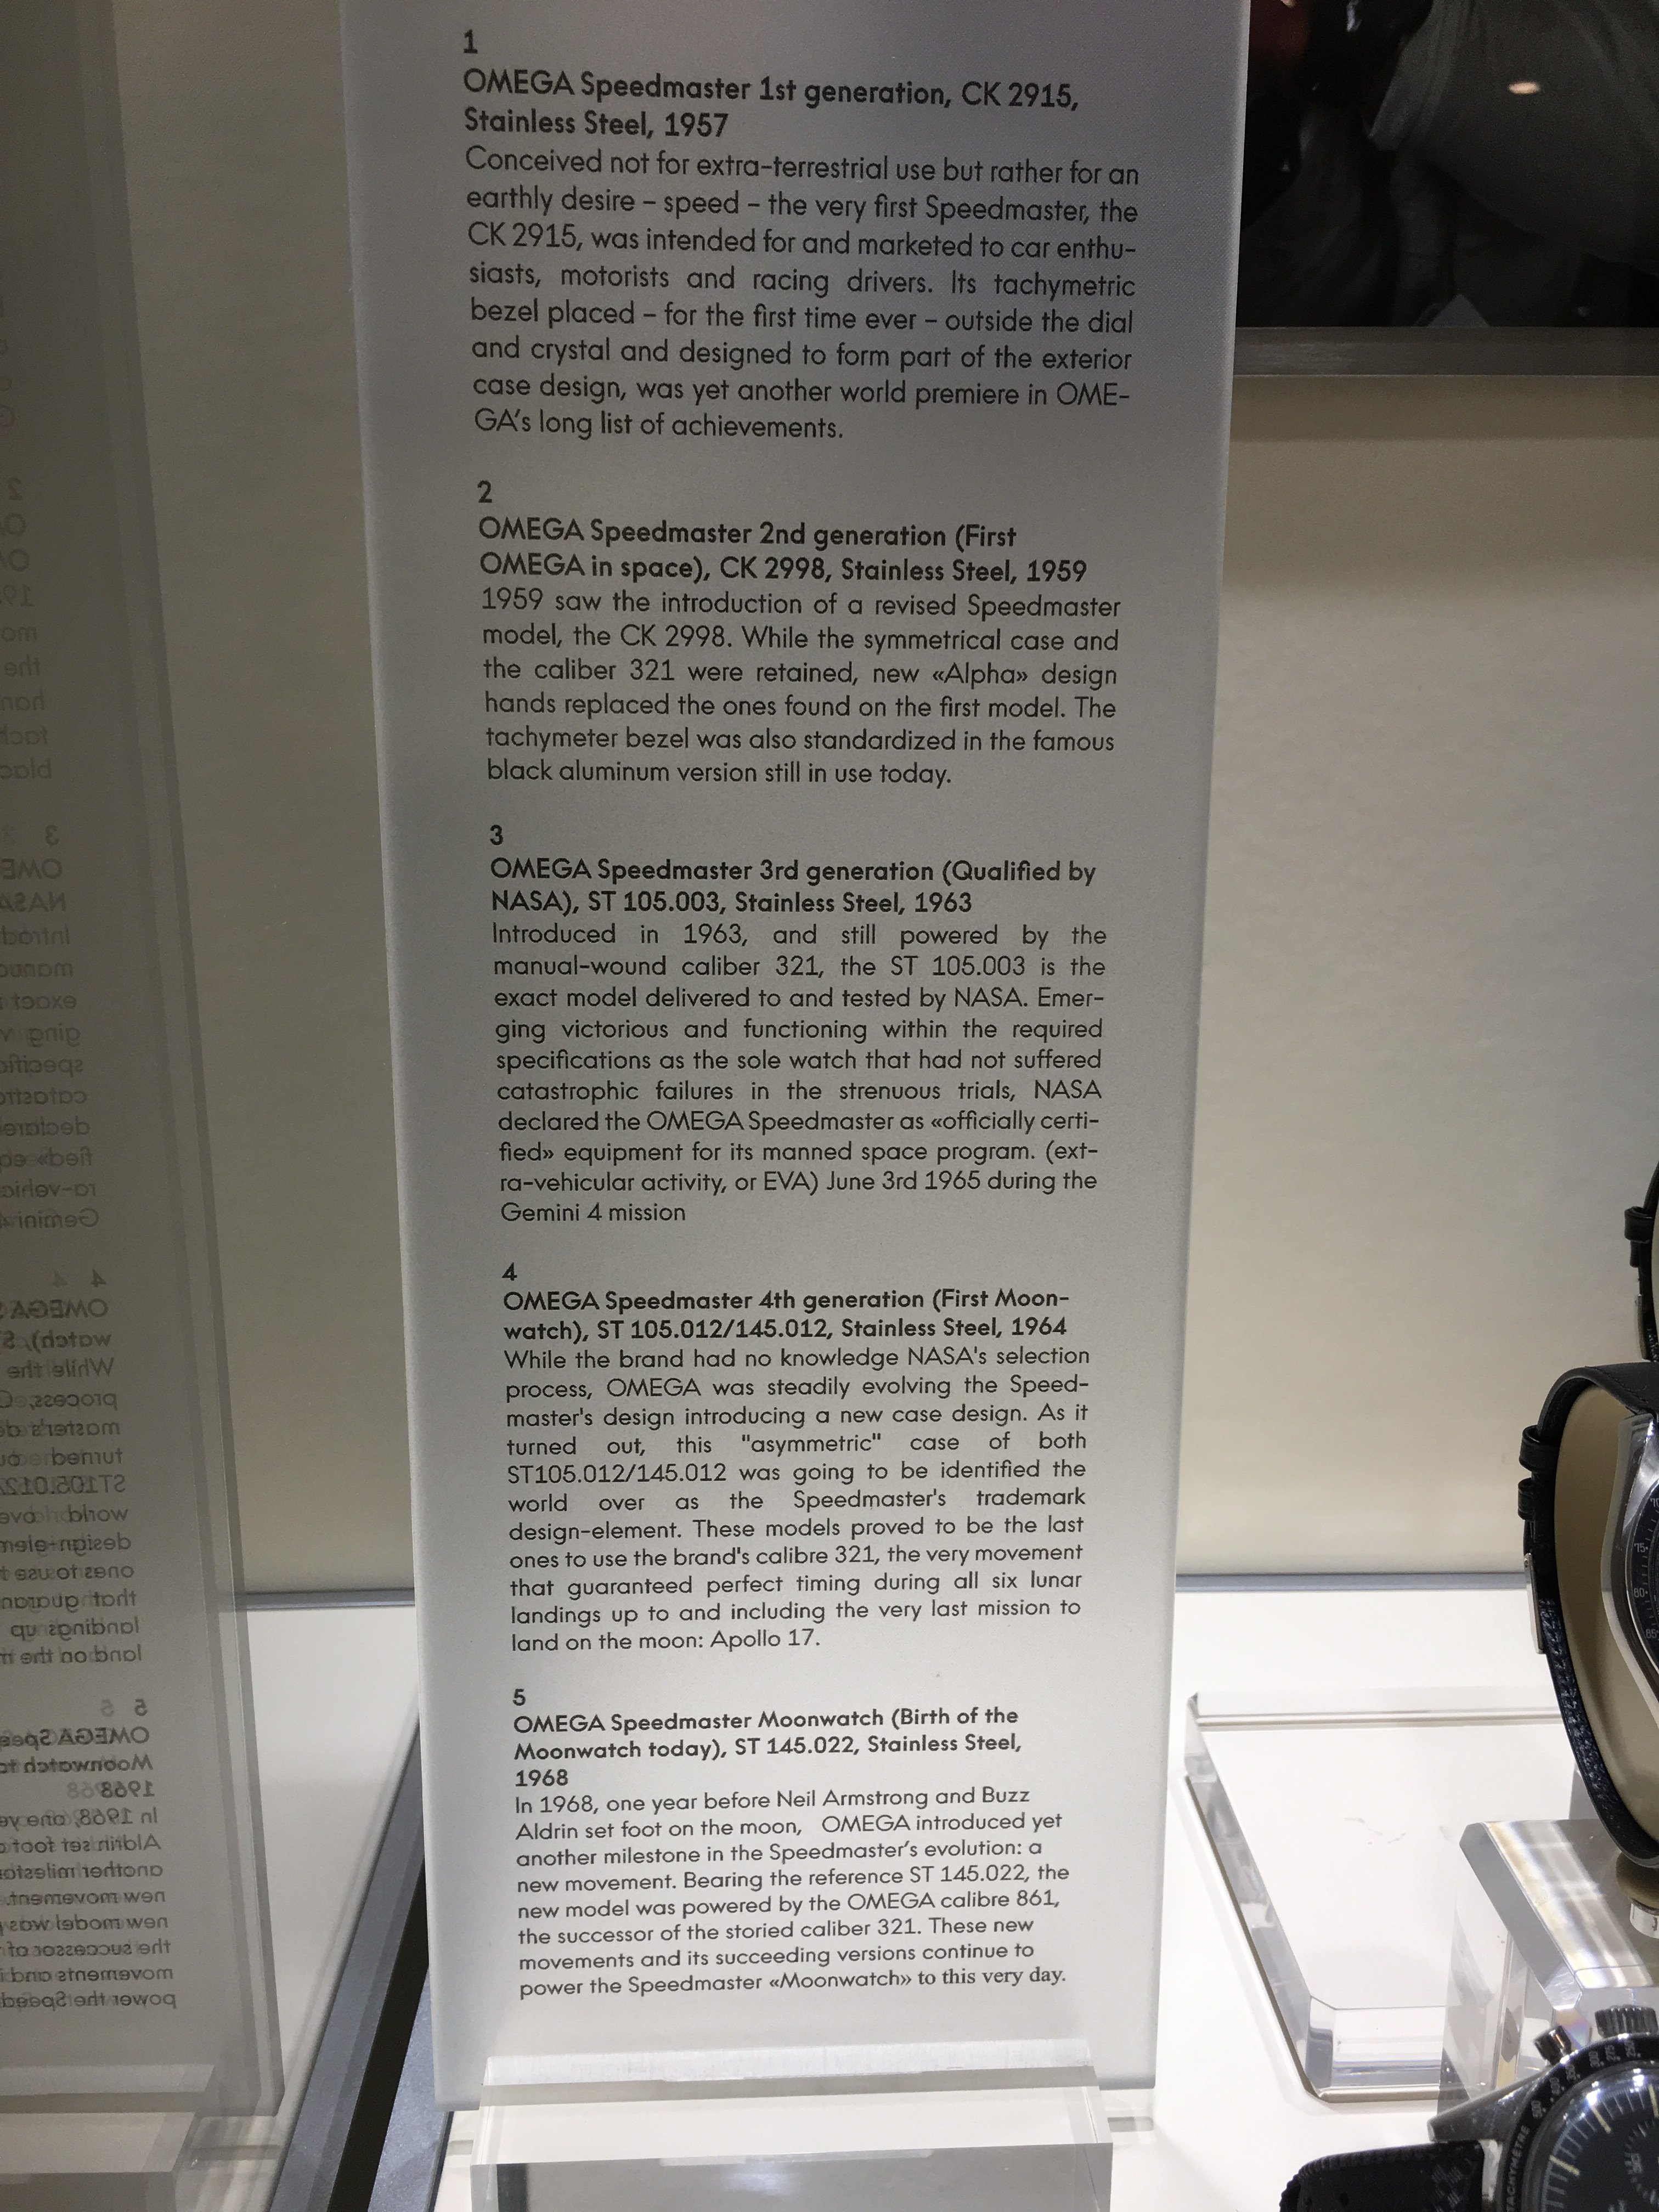 1
OMEGA Speedmaster 1st generation, CK 2915,
Stainless Steel, 1957
Conceived not for extra-terrestrial use but rather for an
earthly desire – speed – the very first Speedmaster, the
CK 2915, was intended for and marketed to car enthu-
siasts, motorists and racing drivers. Its tachymetric
bezel placed – for the first time ever – outside the dial
and crystal and designed to form part of the exterior
case design, was yet another world premiere in OME-
GA's long list of achievements.
2
OMEGA Speedmaster 2nd generation (First
OMEGA in space), CK 2998, Stainless Steel, 1959
1959 saw the introduction of a revised Speedmaster
model, the CK 2998. While the symmetrical case and
the caliber 321 were retained, new «Alpha» design
hands replaced the ones found on the first model. The
tachymeter bezel was also standardized in the famous
black aluminum version still in use today.
3
OMEGA Speedmaster 3rd generation (Qualified by
NASA), ST 105.003, Stainless Steel, 1963
Introduced in 1963, and still powered by the
manual-wound caliber 321, the ST 105.003 is the
exact model delivered to and tested by NASA. Emer-
ging victorious and functioning within the required
specifications as the sole watch that had not suffered
catastrophic failures in the strenuous trials, NASA
declared the OMEGA Speedmaster as «officially certi-
fied» equipment for its manned space program. (ext-
ra-vehicular activity, or EVA) June 3rd 1965 during the
Gemini 4 mission
4
OMEGA Speedmaster 4th generation (First Moon-
watch), ST 105.012/145.012, Stainless Steel, 1964
While the brand had no knowledge NASA's selection
process, OMEGA was steadily evolving the Speed-
master's design introducing a new case design. As it
turned out, this "asymmetric" case of both
ST105.012/145.012 was going to be identified the
world over as the Speedmaster's trademark
design-element. These models proved to be the last
ones to use the brand's calibre 321, the very movement
that guaranteed perfect timing during all six lunar
landings up to and including the very last mission to
land on the moon: Apollo 17.
5
OMEGA Speedmaster Moonwatch (Birth of the
Moonwatch today), ST 145.022, Stainless Steel,
1968
In 1968, one year before Neil Armstrong and Buzz
Aldrin set foot on the moon, OMEGA introduced yet
another milestone in the Speedmaster's evolution: a
new movement. Bearing the reference ST 145.022, the
new model was powered by the OMEGA calibre 861,
the successor of the storied caliber 321. These new
movements and its succeeding versions continue to
power the Speedmaster «Moonwatch» to this very day.
TACHYMÈTRE